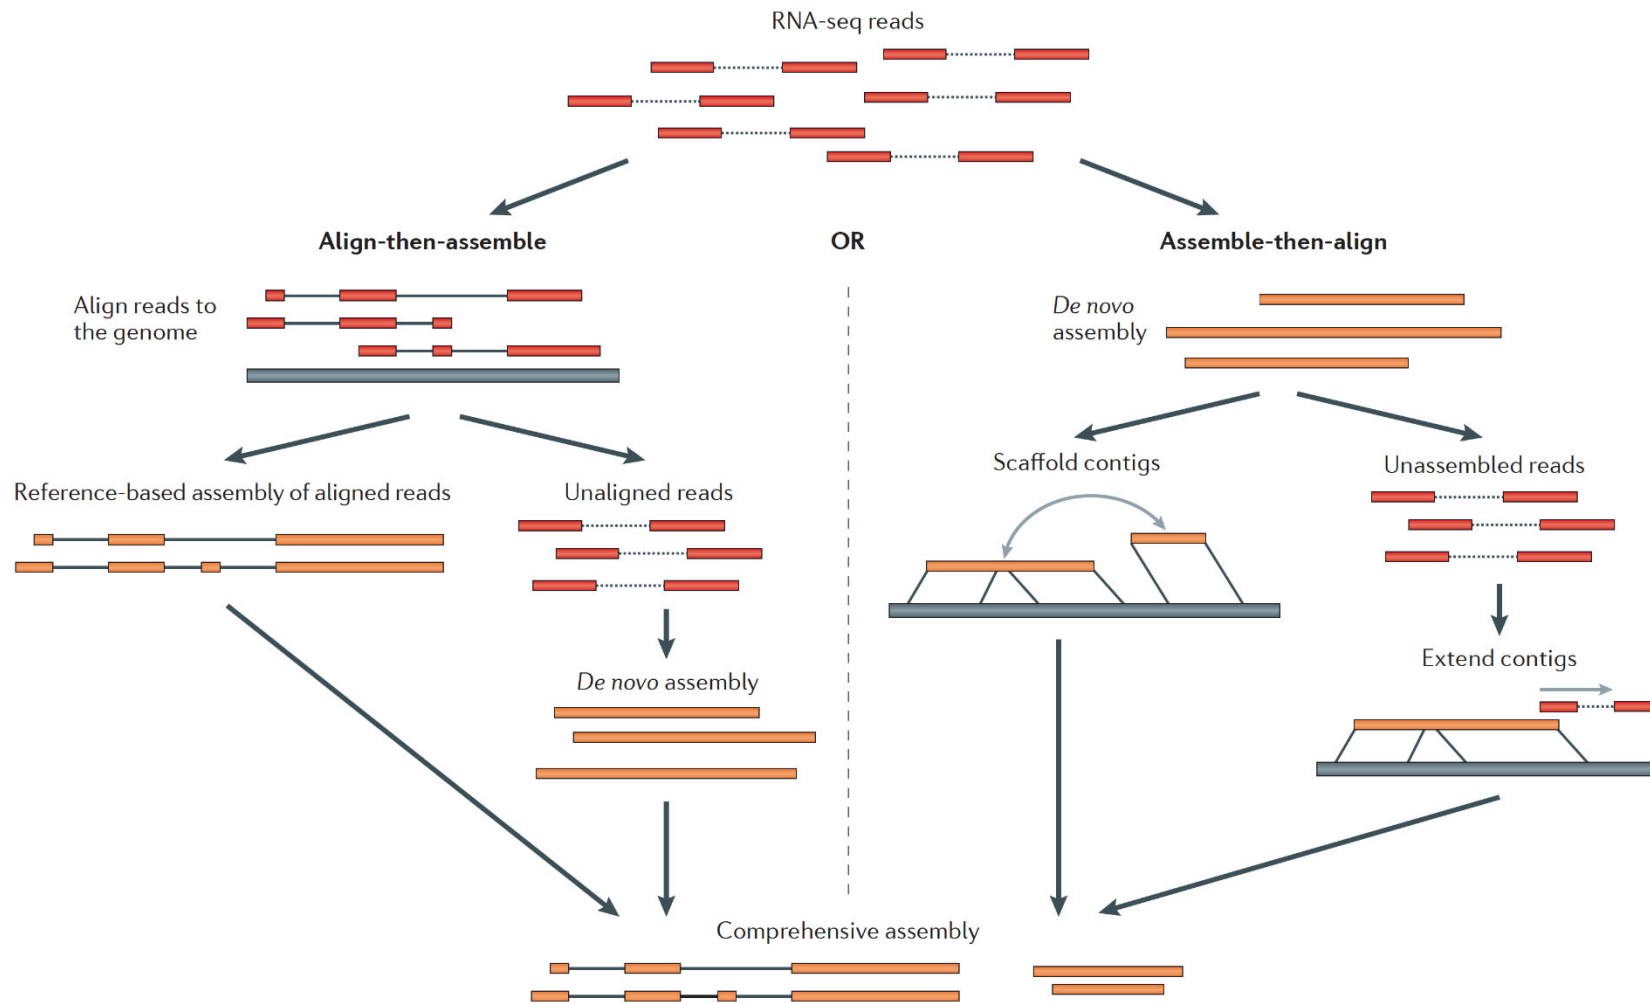 RNA-seq reads
Align-then-assemble
OR
Assemble-then-align
Align reads to
the genome
De novo
assembly
Reference-based assembly of aligned reads
Unaligned reads
Scaffold contigs
Unassembled reads
De novo assembly
Extend contigs
Comprehensive assembly